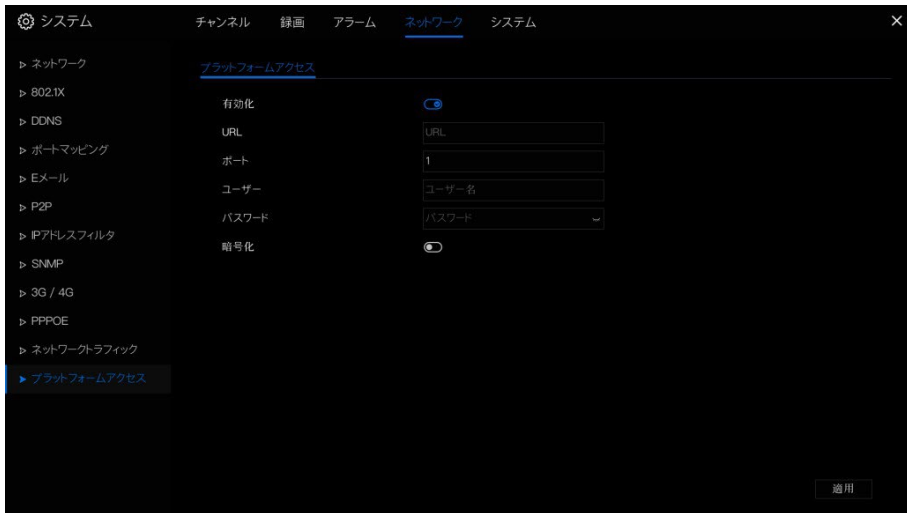 システム
チャンネル 録画 アラーム ネットワーク システム ×
ネットワーク
802.1X
DDNS
ポートマッピング
Eメール
P2P
IPアドレスフィルタ
SNMP
3G / 4G
PPPOE
ネットワークトラフィック
プラットフォームアクセス
プラットフォームアクセス
有効化
URL URL
ポート 1
ユーザー ユーザー名
パスワード パスワード
暗号化
適用